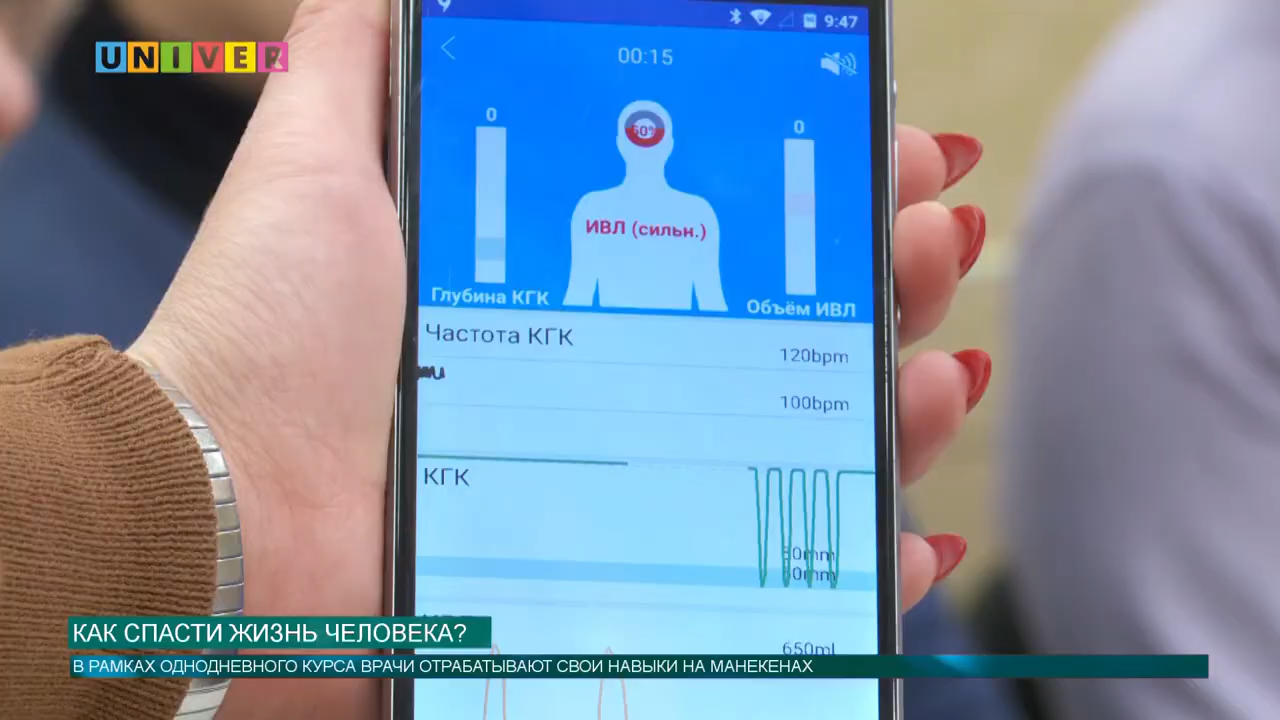 UNIVER
9:47
00:15
0
0
60%
ИВЛ (сильн.)
Глубина КГК
Объём ИВЛ
Частота КГК
120bpm
100bpm
КГК
650ml
КАК СПАСТИ ЖИЗНЬ ЧЕЛОВЕКА?
В РАМКАХ ОДНОДНЕВНОГО КУРСА ВРАЧИ ОТРАБАТЫВАЮТ СВОИ НАВЫКИ НА МАНЕКЕНАХ